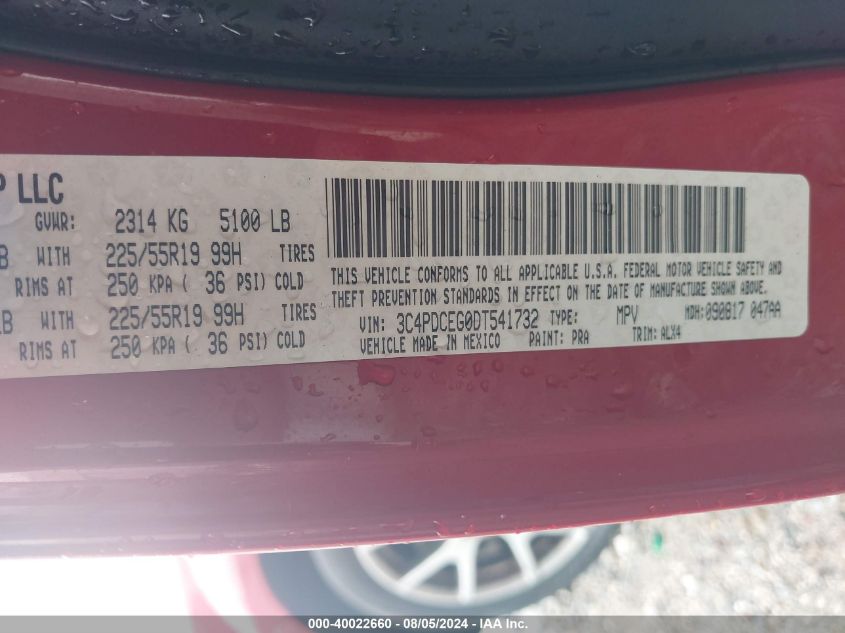 P LLC
GVWR: 2314 KG 5100 LB
B WITH 225/55R19 99H TIRES
RIMS AT 250 KPA ( 36 PSI) COLD
LB WITH 225/55R19 99H TIRES
RIMS AT 250 KPA ( 36 PSI) COLD
THIS VEHICLE CONFORMS TO ALL APPLICABLE U.S.A. FEDERAL MOTOR VEHICLE SAFETY AND
THEFT PREVENTION STANDARDS IN EFFECT ON THE DATE OF MANUFACTURE SHOWN ABOVE.
VIN: 3C4PDCEG0DT541732 TYPE: MPV MDH: 090817 047AA
VEHICLE MADE IN MEXICO PAINT: PRA TRIM: ALX4
000-40022660 - 08/05/2024 - IAA Inc.